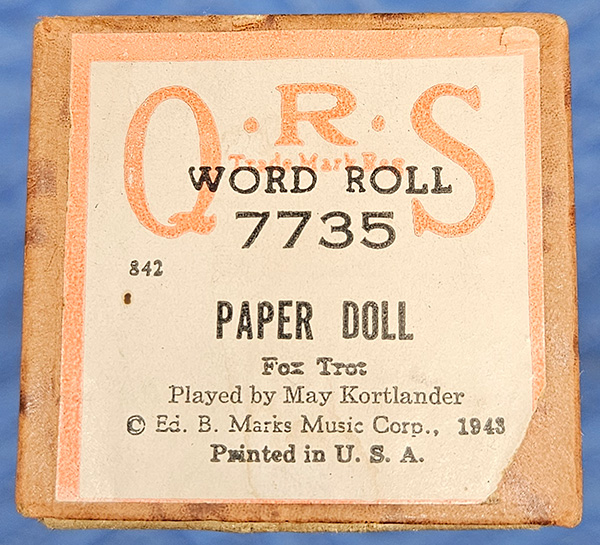 Q·R·S
Trade Mark Reg
WORD ROLL
7735
842
PAPER DOLL
Fox Trot
Played by May Kortlander
© Ed. B. Marks Music Corp., 1943
Printed in U. S. A.